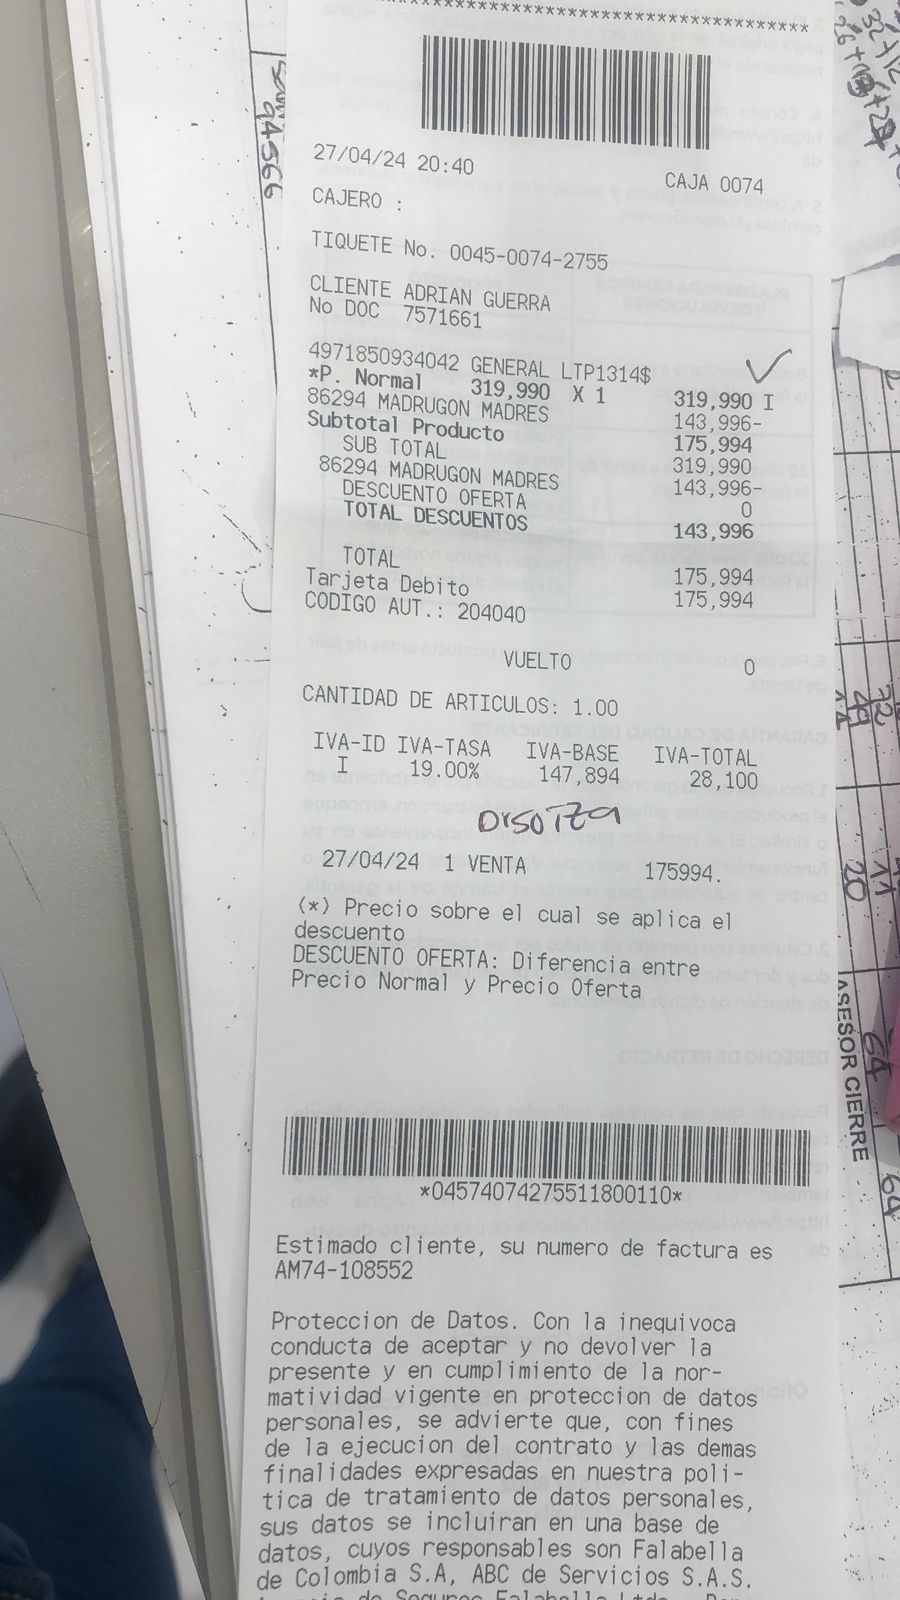 ****************************************
27/04/24 20:40 CAJA 0074
CAJERO :
TIQUETE No. 0045-0074-2755
CLIENTE ADRIAN GUERRA
No DOC 7571661
4971850934042 GENERAL LTP1314$
*P. Normal 319,990 X 1 319,990 I
86294 MADRUGON MADRES 143,996-
Subtotal Producto 175,994
SUB TOTAL 319,990
86294 MADRUGON MADRES 143,996-
DESCUENTO OFERTA 0
TOTAL DESCUENTOS 143,996
TOTAL 175,994
Tarjeta Debito 175,994
CODIGO AUT.: 204040
VUELTO 0
CANTIDAD DE ARTICULOS: 1.00
IVA-ID IVA-TASA IVA-BASE IVA-TOTAL
I 19.00% 147,894 28,100
27/04/24 1 VENTA 175994.
(*) Precio sobre el cual se aplica el
descuento
DESCUENTO OFERTA: Diferencia entre
Precio Normal y Precio Oferta
*04574074275511800110*
Estimado cliente, su numero de factura es
AM74-108552
Proteccion de Datos. Con la inequivoca
conducta de aceptar y no devolver la
presente y en cumplimiento de la nor-
matividad vigente en proteccion de datos
personales, se advierte que, con fines
de la ejecucion del contrato y las demas
finalidades expresadas en nuestra poli-
tica de tratamiento de datos personales,
sus datos se incluiran en una base de
datos, cuyos responsables son Falabella
de Colombia S.A, ABC de Servicios S.A.S.
94566
ASESOR CIERRE
64
64
20
11